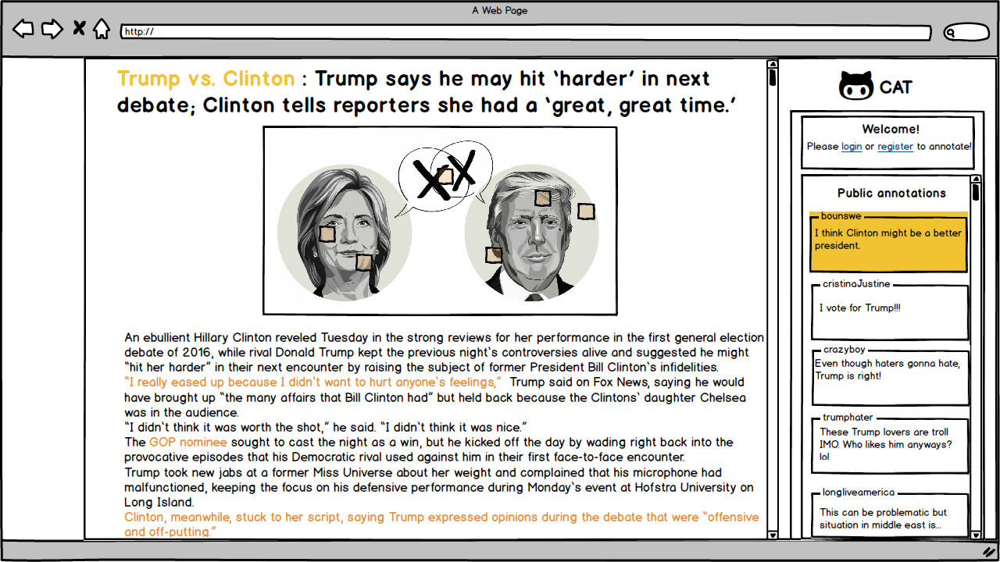 A Web Page
http://
Trump vs. Clinton : Trump says he may hit ‘harder’ in next
debate; Clinton tells reporters she had a ‘great, great time.’
An ebullient Hillary Clinton reveled Tuesday in the strong reviews for her performance in the first general election
debate of 2016, while rival Donald Trump kept the previous night`s controversies alive and suggested he might
“hit her harder” in their next encounter by raising the subject of former President Bill Clinton`s infidelities.
“I really eased up because I didn`t want to hurt anyone`s feelings,” Trump said on Fox News, saying he would
have brought up “the many affairs that Bill Clinton had” but held back because the Clintons` daughter Chelsea
was in the audience.
“I didn`t think it was worth the shot,” he said. “I didn`t think it was nice.”
The GOP nominee sought to cast the night as a win, but he kicked off the day by wading right back into the
provocative episodes that his Democratic rival used against him in their first face-to-face encounter.
Trump took new jabs at a former Miss Universe about her weight and complained that his microphone had
malfunctioned, keeping the focus on his defensive performance during Monday`s event at Hofstra University on
Long Island.
Clinton, meanwhile, stuck to her script, saying Trump expressed opinions during the debate that were “offensive
and off-putting.”
CAT
Welcome!
Please login or register to annotate!
Public annotations
bounswe
I think Clinton might be a better
president.
cristinaJustine
I vote for Trump!!!
crazyboy
Even though haters gonna hate,
Trump is right!
trumphater
These Trump lovers are troll
IMO. Who likes him anyways?
lol
longliveamerica
This can be problematic but
situation in middle east is...